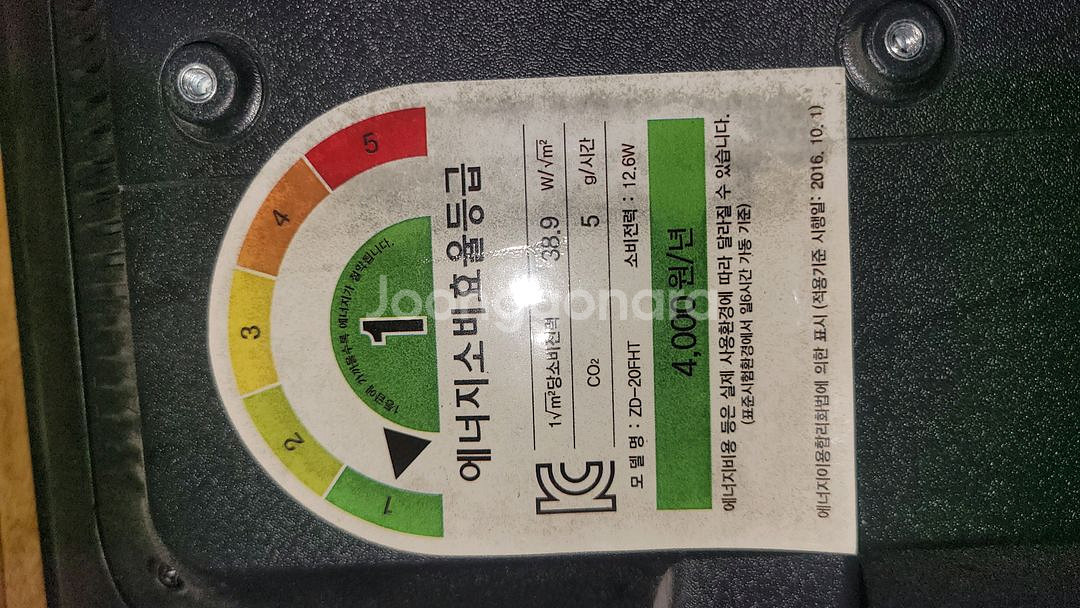 1 2 3 4 5
1등급에 가까울수록 에너지가 절약됩니다.
1
에너지소비효율등급
1√m²당소비전력 38.9 W/√m²
CO₂ 5 g/시간
모 델 명 : ZD-20FHT 소비전력 : 12.6W
4,000원/년
에너지비용 등은 실제 사용환경에 따라 달라질 수 있습니다.
(표준시험환경에서 일6시간 가동 기준)
에너지이용합리화법에 의한 표시 (적용기준 시행일: 2016. 10. 1)
Joonggonara